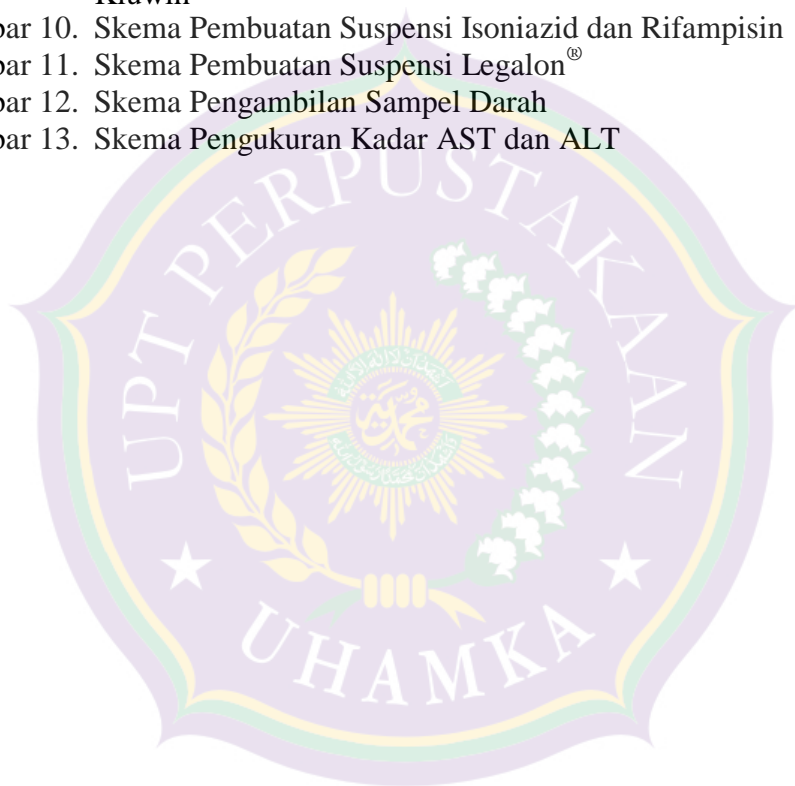 bar 10. Skema Pembuatan Suspensi Isoniazid dan Rifampisin
bar 11. Skema Pembuatan Suspensi Legalon®
bar 12. Skema Pengambilan Sampel Darah
bar 13. Skema Pengukuran Kadar AST dan ALT
UPT PERPUSTAKAAN
محمدية
UHAMKA